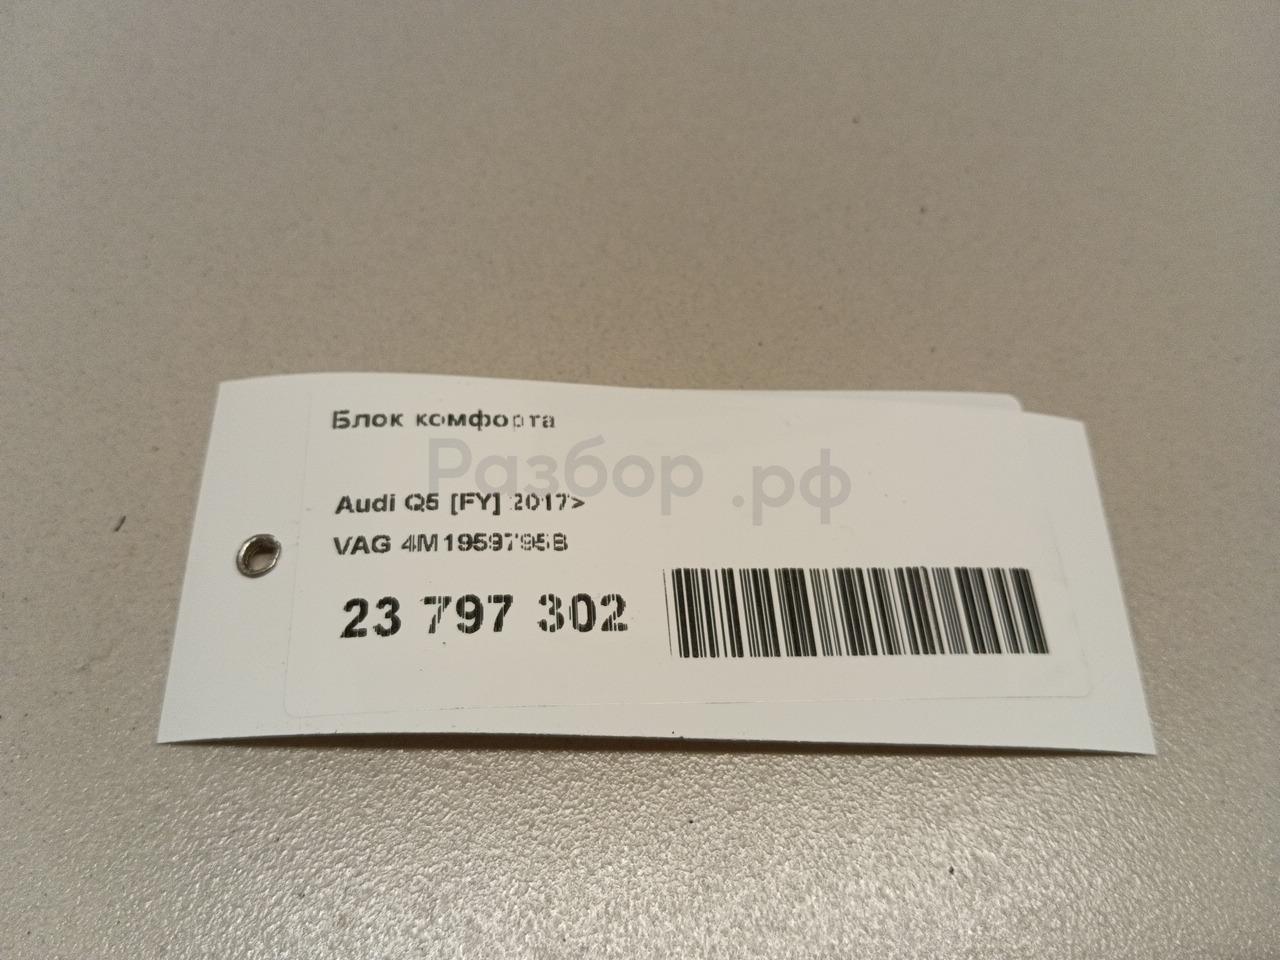 Блок комфорта
Разбор.рф
Audi Q5 [FY] 2017>
VAG 4M1959795B
23 797 302